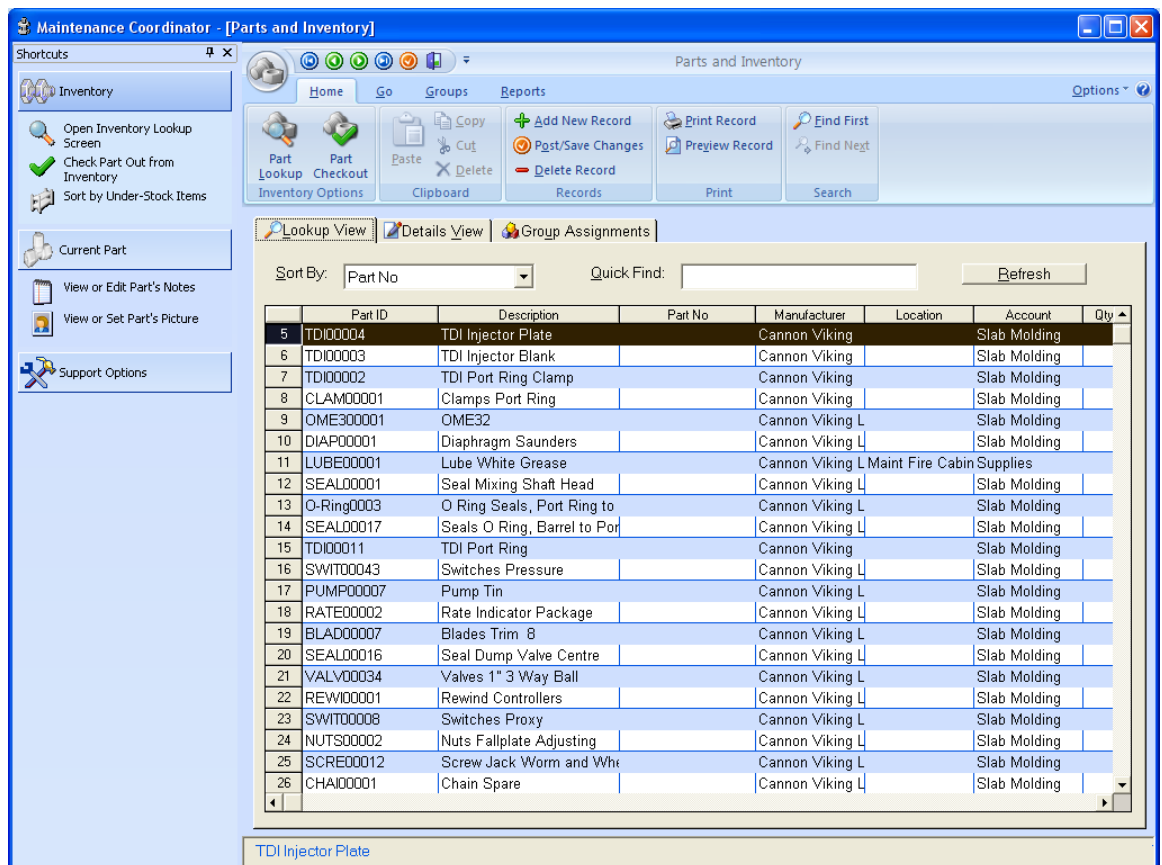 Maintenance Coordinator - [Parts and Inventory]
Shortcuts
Inventory
Open Inventory Lookup
Screen
Check Part Out from
Inventory
Sort by Under-Stock Items
Current Part
View or Edit Part's Notes
View or Set Part's Picture
Support Options
Parts and Inventory
Home Go Groups Reports Options
Part
Lookup
Part
Checkout
Inventory Options
Paste
Copy
Cut
Delete
Clipboard
Add New Record
Post/Save Changes
Delete Record
Records
Print Record
Preview Record
Print
Find First
Find Next
Search
Lookup View Details View Group Assignments
Sort By: Part No Quick Find: Refresh
Part ID Description Part No Manufacturer Location Account Qty
5 TDI00004 TDI Injector Plate Cannon Viking Slab Molding
6 TDI00003 TDI Injector Blank Cannon Viking Slab Molding
7 TDI00002 TDI Port Ring Clamp Cannon Viking Slab Molding
8 CLAM00001 Clamps Port Ring Cannon Viking Slab Molding
9 OME300001 OME32 Cannon Viking L Slab Molding
10 DIAP00001 Diaphragm Saunders Cannon Viking L Slab Molding
11 LUBE00001 Lube White Grease Cannon Viking L Maint Fire Cabin Supplies
12 SEAL00001 Seal Mixing Shaft Head Cannon Viking L Slab Molding
13 O-Ring0003 O Ring Seals, Port Ring to Cannon Viking L Slab Molding
14 SEAL00017 Seals O Ring, Barrel to Por Cannon Viking L Slab Molding
15 TDI00011 TDI Port Ring Cannon Viking Slab Molding
16 SWIT00043 Switches Pressure Cannon Viking L Slab Molding
17 PUMP00007 Pump Tin Cannon Viking L Slab Molding
18 RATE00002 Rate Indicator Package Cannon Viking L Slab Molding
19 BLAD00007 Blades Trim 8 Cannon Viking L Slab Molding
20 SEAL00016 Seal Dump Valve Centre Cannon Viking L Slab Molding
21 VALV00034 Valves 1" 3 Way Ball Cannon Viking L Slab Molding
22 REWI00001 Rewind Controllers Cannon Viking L Slab Molding
23 SWIT00008 Switches Proxy Cannon Viking L Slab Molding
24 NUTS00002 Nuts Fallplate Adjusting Cannon Viking L Slab Molding
25 SCRE00012 Screw Jack Worm and Whe Cannon Viking L Slab Molding
26 CHAI00001 Chain Spare Cannon Viking L Slab Molding
TDI Injector Plate